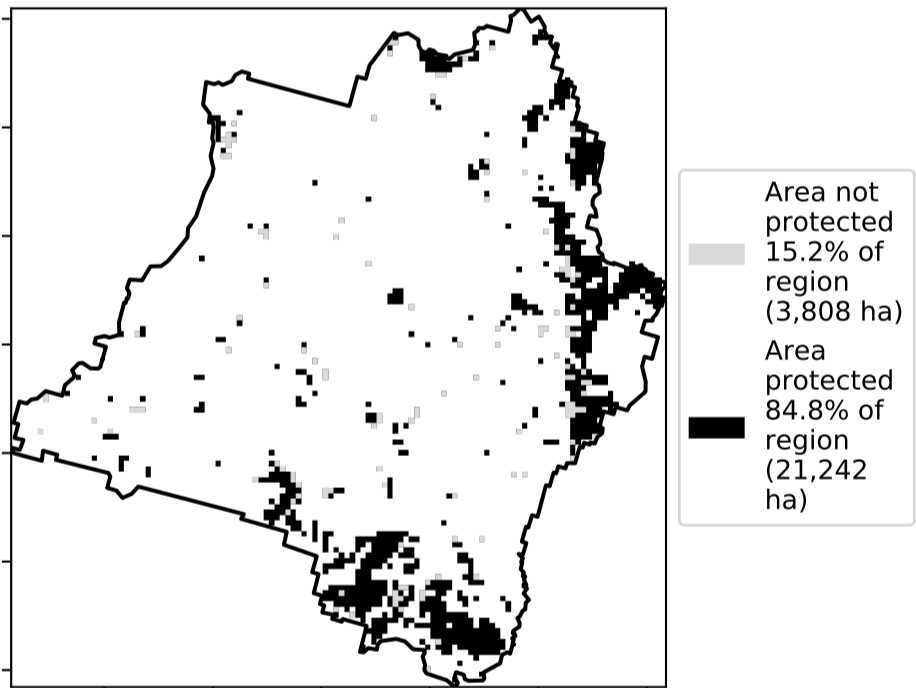 Area not
protected
15.2% of
region
(3,808 ha)
Area
protected
84.8% of
region
(21,242
ha)